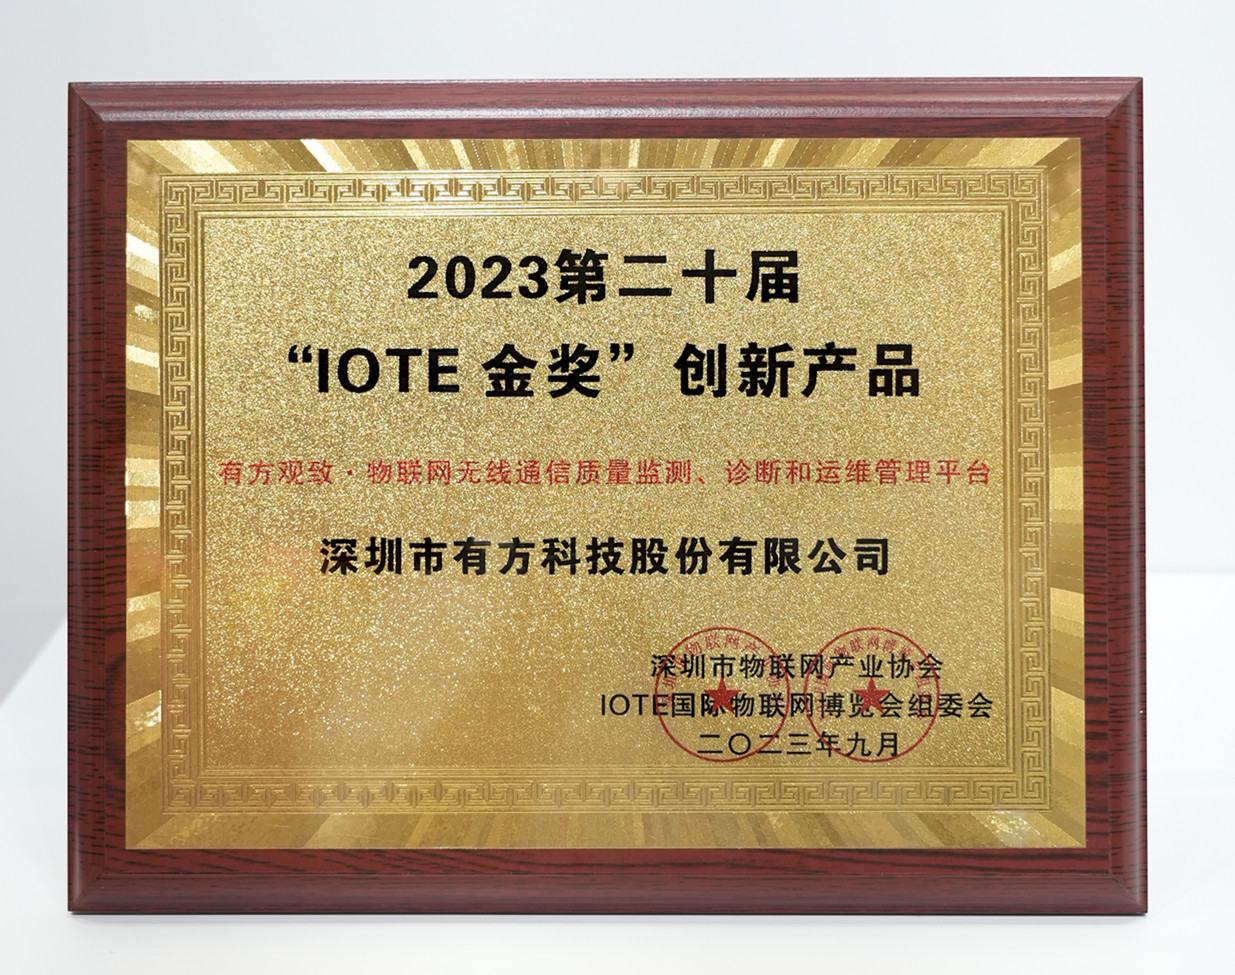 2023第二十届
“IOTE 金奖”创新产品
有方观致·物联网无线通信质量监测、诊断和运维管理平台
深圳市有方科技股份有限公司
深圳市物联网产业协会
IOTE国际物联网博览会组委会
二〇二三年九月